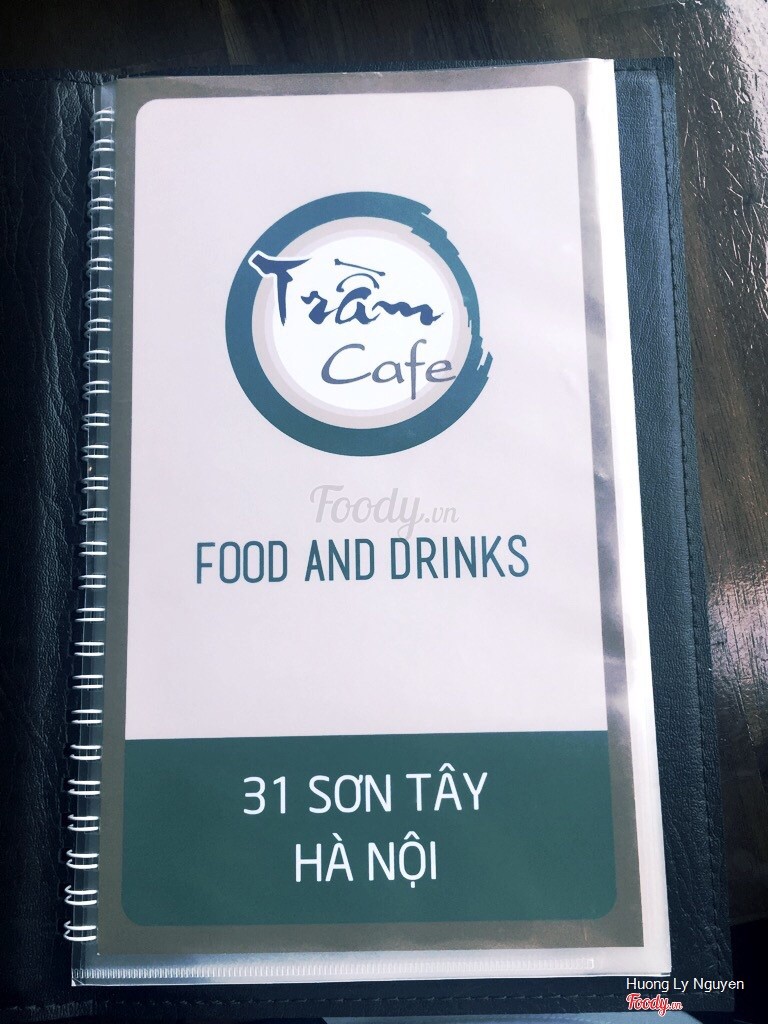 Trầm
Cafe
Foody.vn
FOOD AND DRINKS
31 SƠN TÂY
HÀ NỘI
Huong Ly Nguyen
Foody.vn